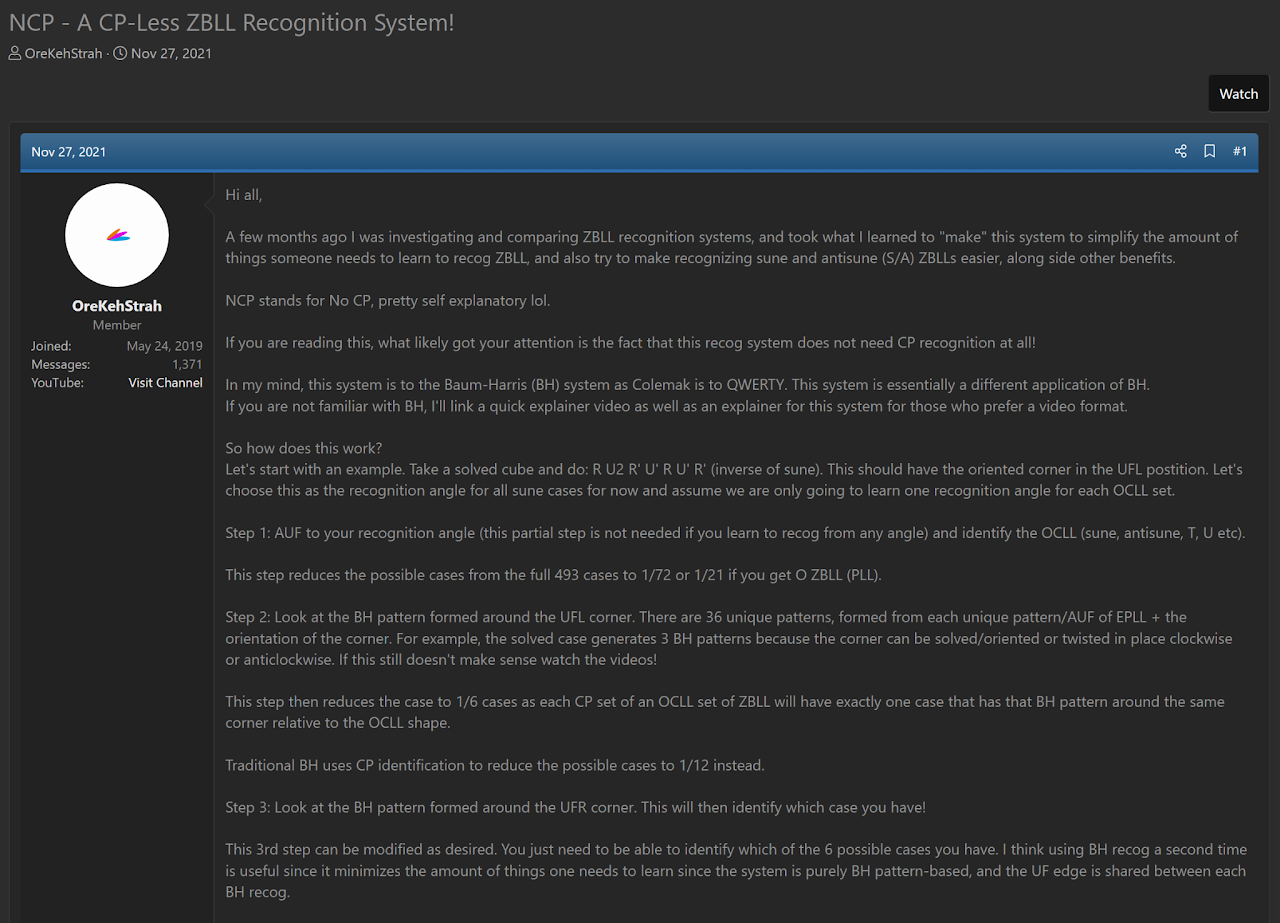 NCP - A CP-Less ZBLL Recognition System!
OreKehStrah · Nov 27, 2021
Watch
Nov 27, 2021
#1
OreKehStrah
Member
Joined: May 24, 2019
Messages: 1,371
YouTube: Visit Channel
Hi all,
A few months ago I was investigating and comparing ZBLL recognition systems, and took what I learned to "make" this system to simplify the amount of
things someone needs to learn to recog ZBLL, and also try to make recognizing sune and antisune (S/A) ZBLLs easier, along side other benefits.
NCP stands for No CP, pretty self explanatory lol.
If you are reading this, what likely got your attention is the fact that this recog system does not need CP recognition at all!
In my mind, this system is to the Baum-Harris (BH) system as Colemak is to QWERTY. This system is essentially a different application of BH.
If you are not familiar with BH, I'll link a quick explainer video as well as an explainer for this system for those who prefer a video format.
So how does this work?
Let's start with an example. Take a solved cube and do: R U2 R' U' R U' R' (inverse of sune). This should have the oriented corner in the UFL postition. Let's
choose this as the recognition angle for all sune cases for now and assume we are only going to learn one recognition angle for each OCLL set.
Step 1: AUF to your recognition angle (this partial step is not needed if you learn to recog from any angle) and identify the OCLL (sune, antisune, T, U etc).
This step reduces the possible cases from the full 493 cases to 1/72 or 1/21 if you get O ZBLL (PLL).
Step 2: Look at the BH pattern formed around the UFL corner. There are 36 unique patterns, formed from each unique pattern/AUF of EPLL + the
orientation of the corner. For example, the solved case generates 3 BH patterns because the corner can be solved/oriented or twisted in place clockwise
or anticlockwise. If this still doesn't make sense watch the videos!
This step then reduces the case to 1/6 cases as each CP set of an OCLL set of ZBLL will have exactly one case that has that BH pattern around the same
corner relative to the OCLL shape.
Traditional BH uses CP identification to reduce the possible cases to 1/12 instead.
Step 3: Look at the BH pattern formed around the UFR corner. This will then identify which case you have!
This 3rd step can be modified as desired. You just need to be able to identify which of the 6 possible cases you have. I think using BH recog a second time
is useful since it minimizes the amount of things one needs to learn since the system is purely BH pattern-based, and the UF edge is shared between each
BH recog.